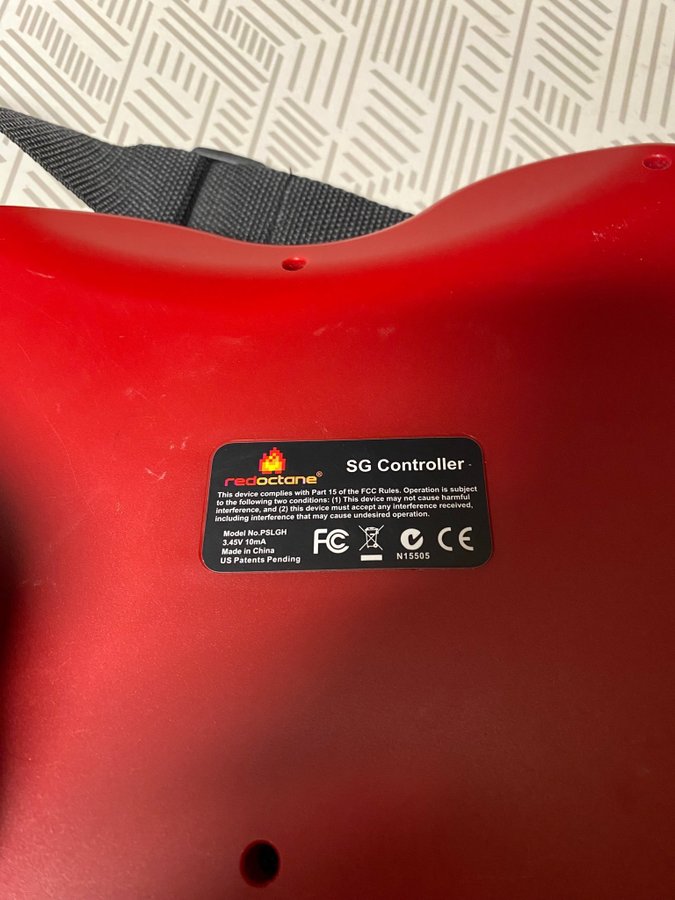 redoctane®
SG Controller
This device complies with Part 15 of the FCC Rules. Operation is subject
to the following two conditions: (1) This device may not cause harmful
interference, and (2) this device must accept any interference received,
including interference that may cause undesired operation.
Model No.PSLGH
3.45V 10mA
Made in China
US Patents Pending
FC
N15505
CE